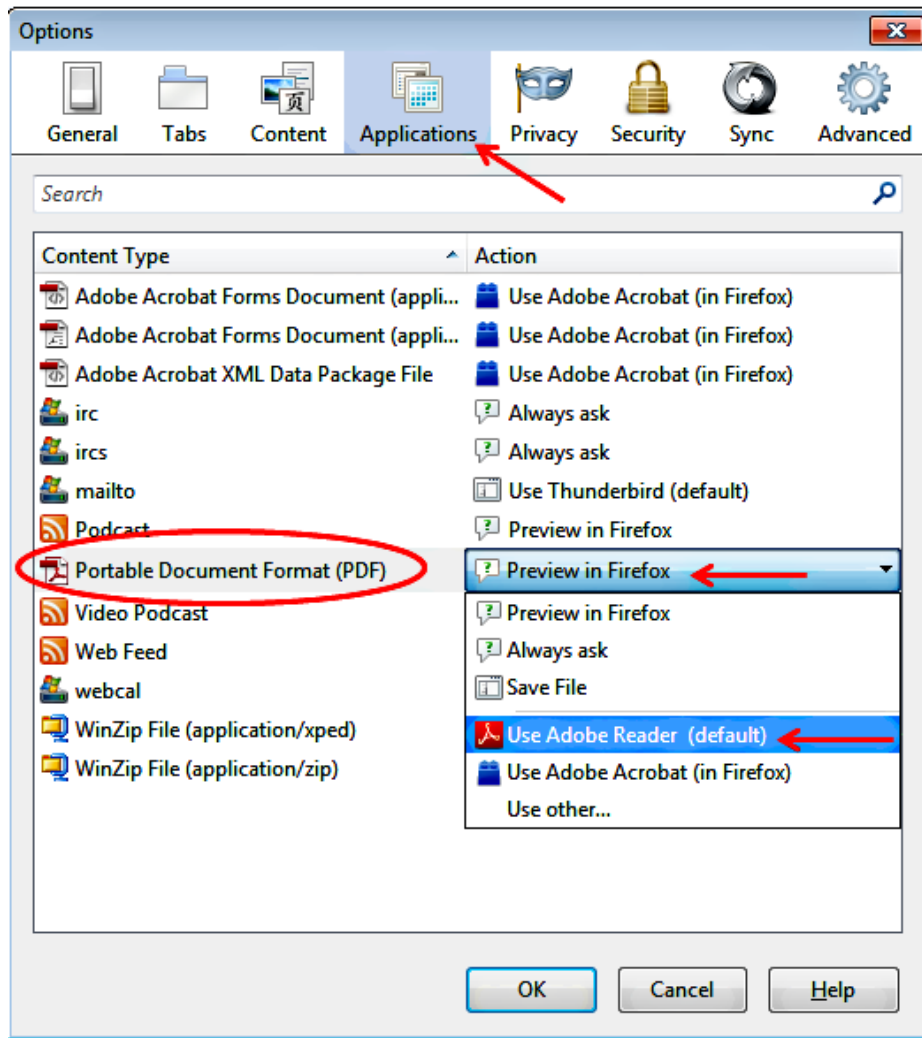 Options
General Tabs Content Applications Privacy Security Sync Advanced
页
Search
Content Type Action
Adobe Acrobat Forms Document (appli... Use Adobe Acrobat (in Firefox)
Adobe Acrobat Forms Document (appli... Use Adobe Acrobat (in Firefox)
Adobe Acrobat XML Data Package File Use Adobe Acrobat (in Firefox)
irc Always ask
ircs Always ask
mailto Use Thunderbird (default)
Podcast Preview in Firefox
Portable Document Format (PDF) Preview in Firefox
Video Podcast Preview in Firefox
Web Feed Always ask
webcal Save File
WinZip File (application/xped) Use Adobe Reader (default)
WinZip File (application/zip) Use Adobe Acrobat (in Firefox)
Use other...
OK Cancel Help